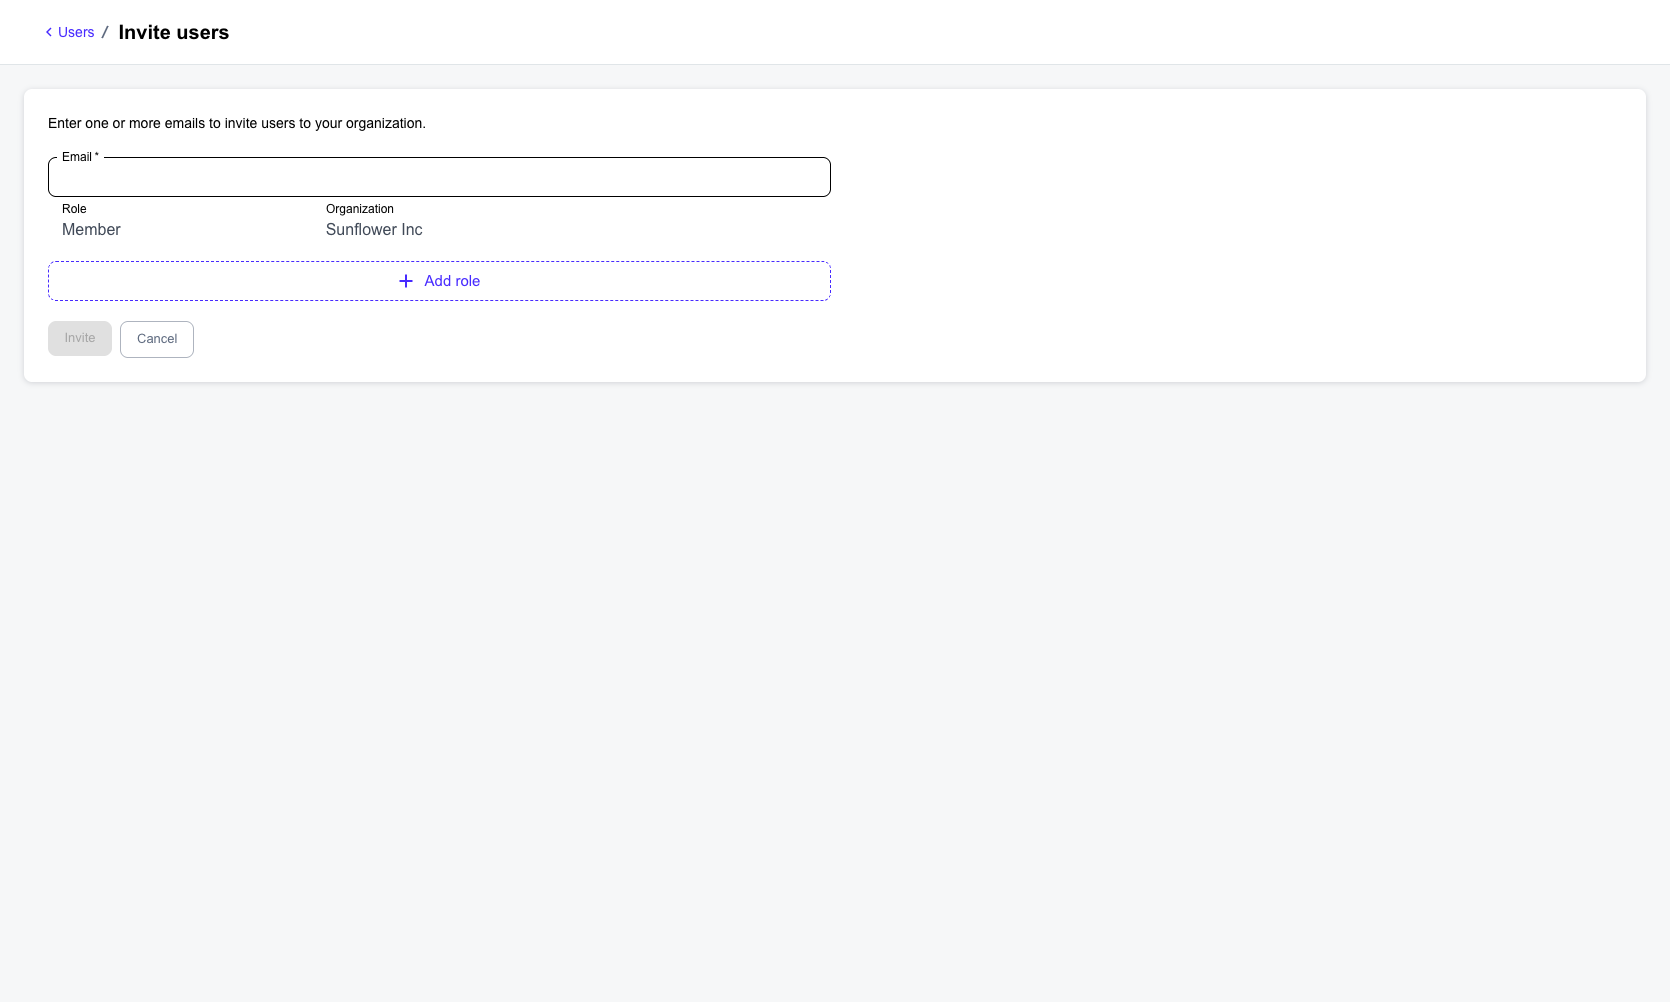 Users / Invite users
Enter one or more emails to invite users to your organization.
Email *
Role Organization
Member Sunflower Inc
+ Add role
Invite Cancel